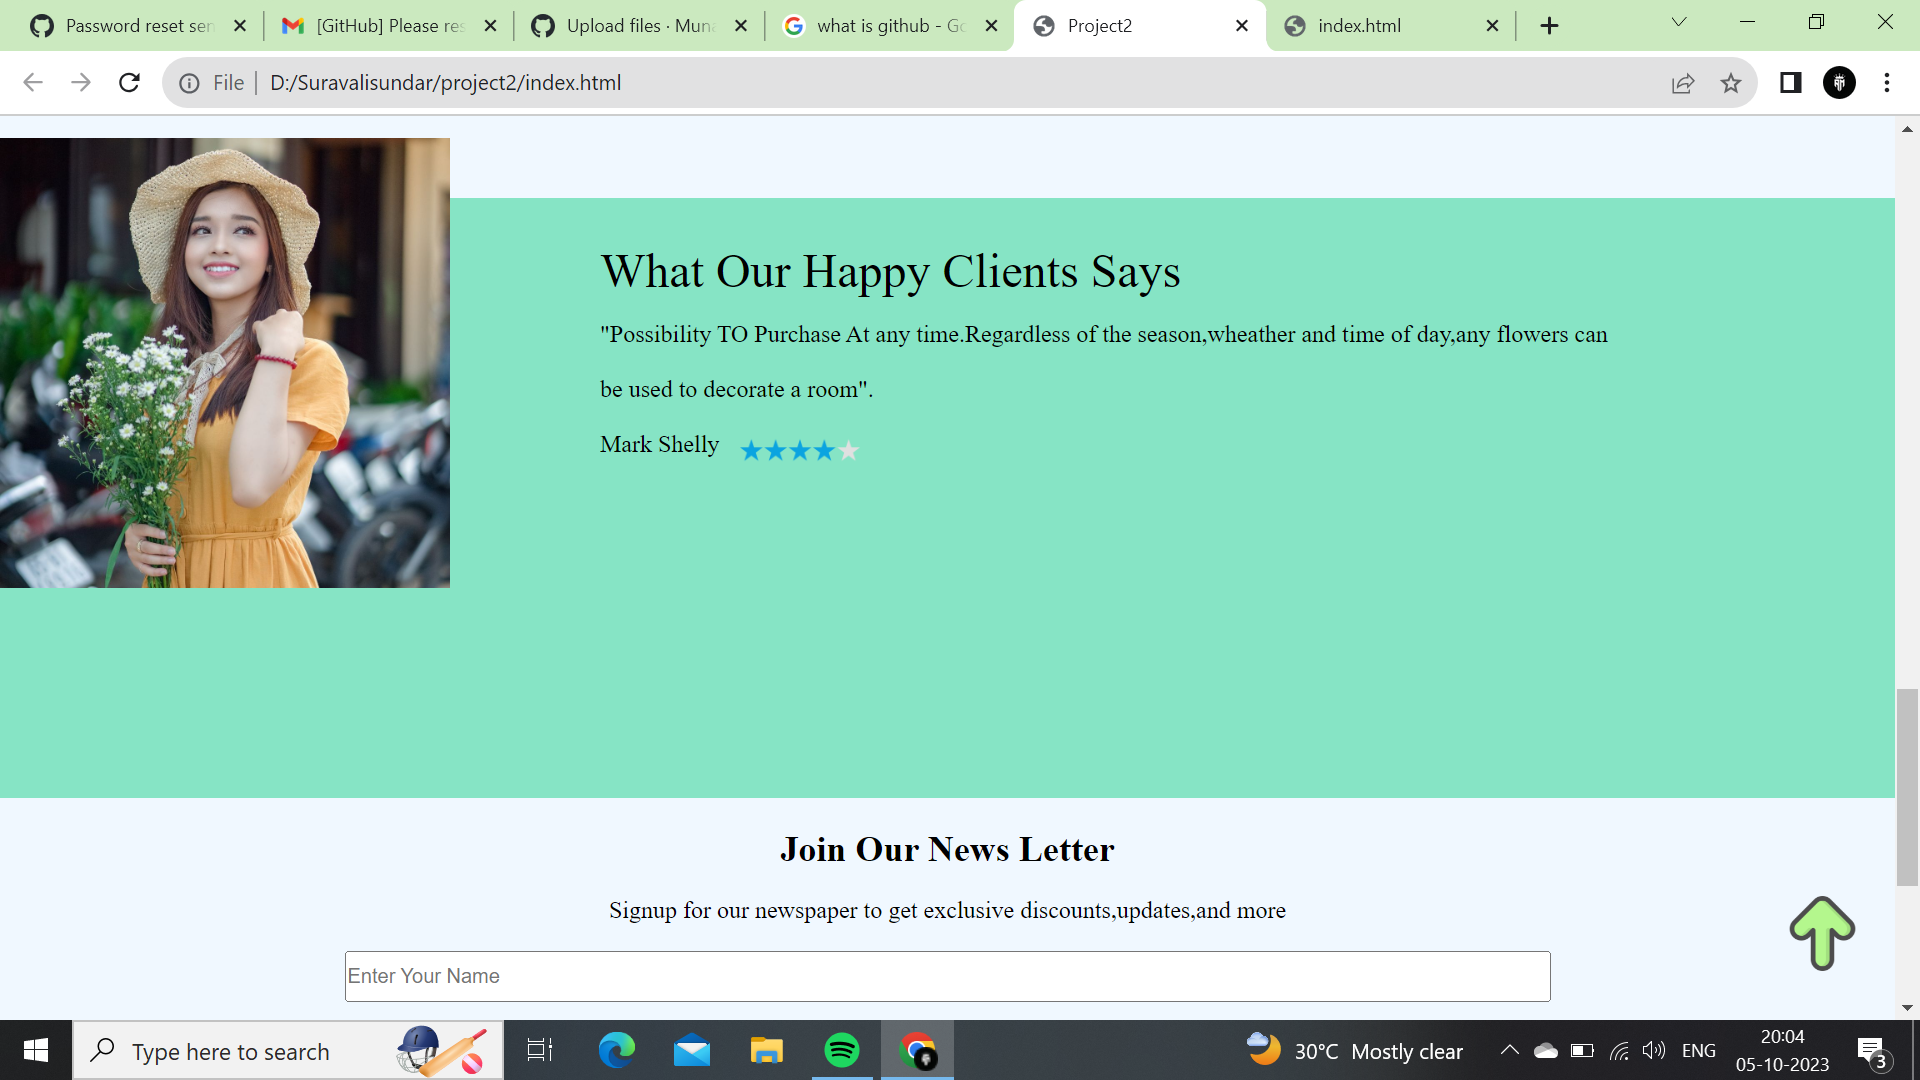 Password reset sen
[GitHub] Please res
Upload files · Muna
what is github - Go
Project2
index.html
File
D:/Suravalisundar/project2/index.html
What Our Happy Clients Says
"Possibility TO Purchase At any time.Regardless of the season,wheather and time of day,any flowers can
be used to decorate a room".
Mark Shelly
Join Our News Letter
Signup for our newspaper to get exclusive discounts,updates,and more
Enter Your Name
Type here to search
30°C Mostly clear
ENG
20:04
05-10-2023
3